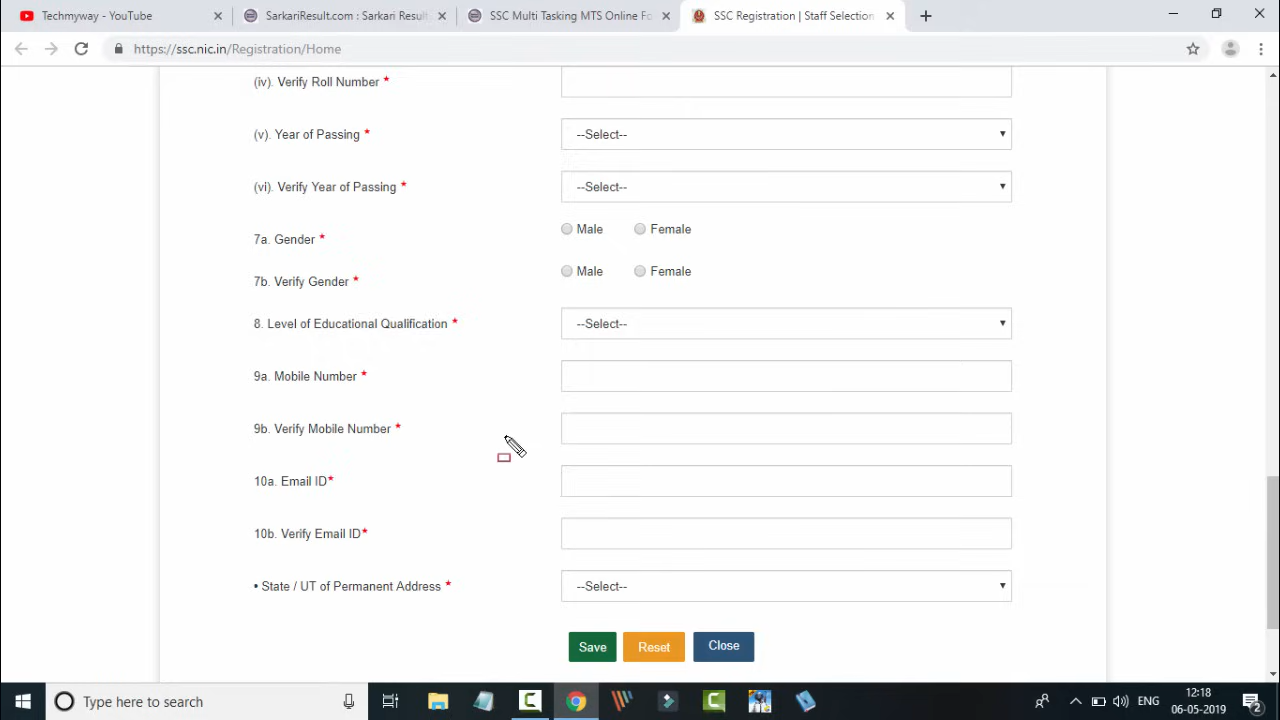 Techmyway - YouTube
SarkariResult.com : Sarkari Result
SSC Multi Tasking MTS Online Fo
SSC Registration | Staff Selection
https://ssc.nic.in/Registration/Home
(iv). Verify Roll Number *
(v). Year of Passing * --Select--
(vi). Verify Year of Passing * --Select--
7a. Gender * Male Female
7b. Verify Gender * Male Female
8. Level of Educational Qualification * --Select--
9a. Mobile Number *
9b. Verify Mobile Number *
10a. Email ID*
10b. Verify Email ID*
• State / UT of Permanent Address * --Select--
Save Reset Close
Type here to search
ENG
12:18
06-05-2019
2